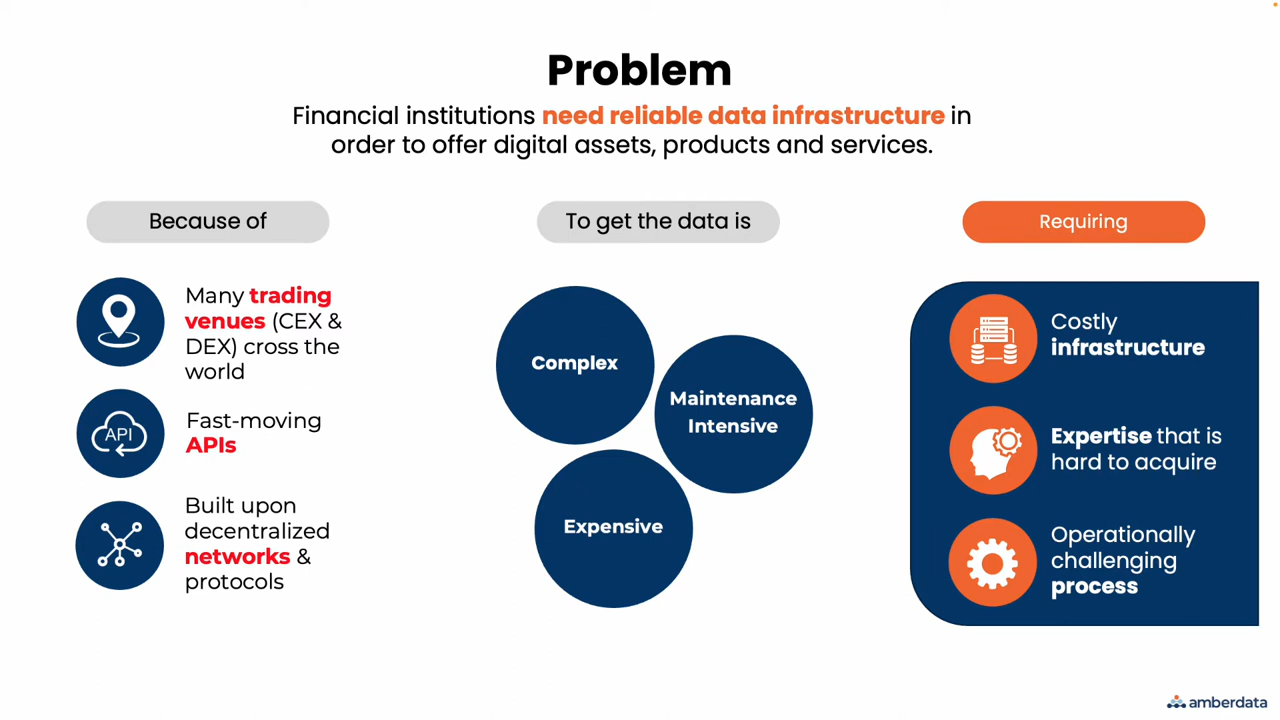 Problem
Financial institutions need reliable data infrastructure in
order to offer digital assets, products and services.
Because of
Many trading
venues (CEX &
DEX) cross the
world
API
Fast-moving
APIs
Built upon
decentralized
networks &
protocols
To get the data is
Complex
Maintenance
Intensive
Expensive
Requiring
Costly
infrastructure
Expertise that is
hard to acquire
Operationally
challenging
process
amberdata